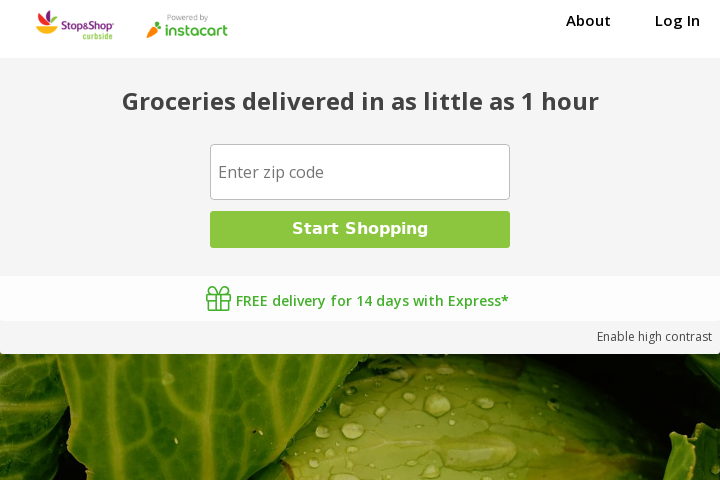 Stop&Shop
curbside
Powered by
instacart
About
Log In
Groceries delivered in as little as 1 hour
Enter zip code
Start Shopping
FREE delivery for 14 days with Express*
Enable high contrast